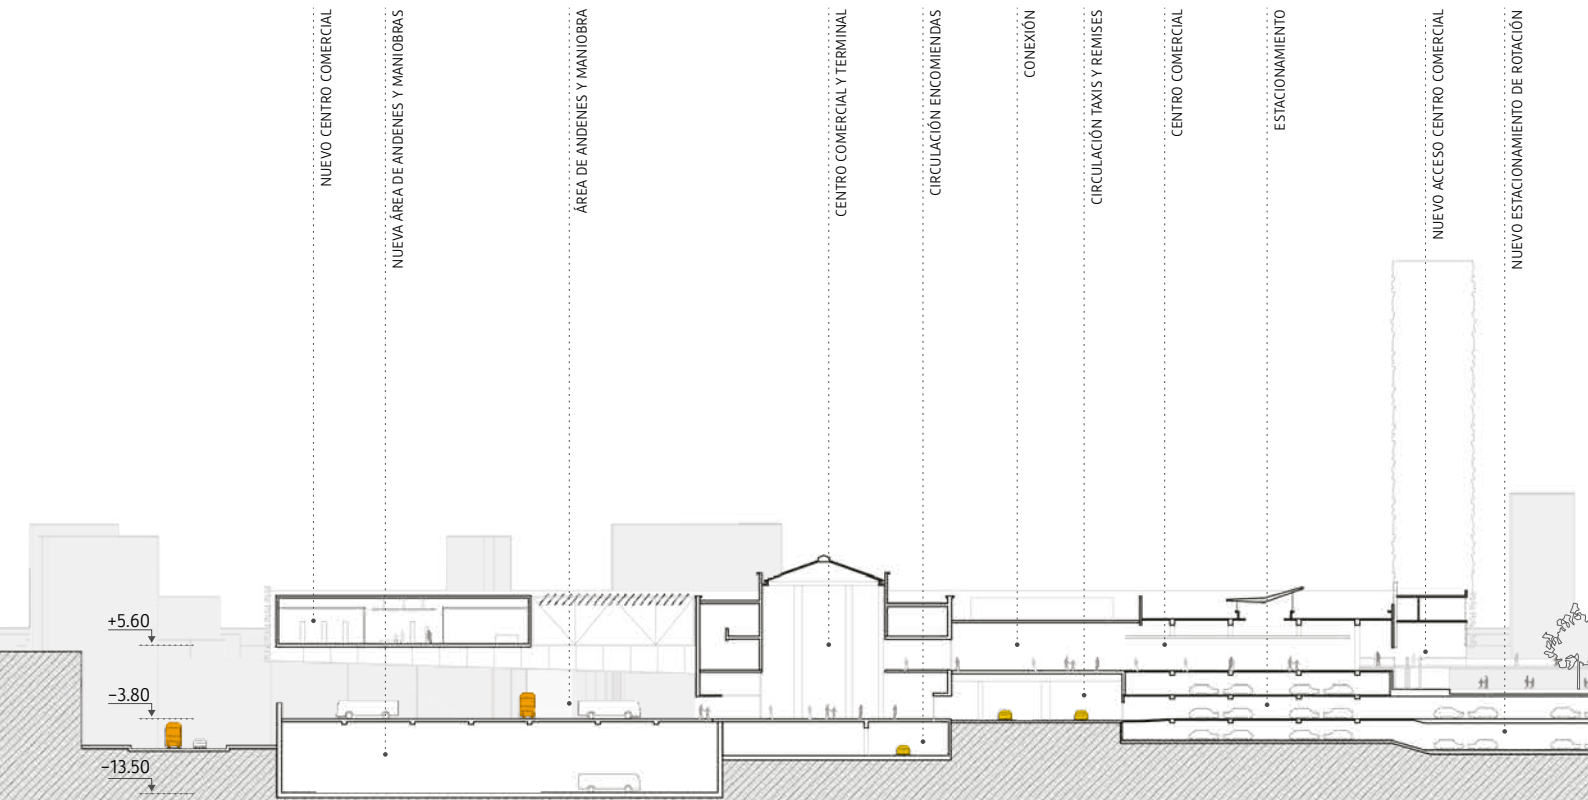 NUEVO CENTRO COMERCIAL
NUEVA ÁREA DE ANDENES Y MANIOBRAS
ÁREA DE ANDENES Y MANIOBRA
CENTRO COMERCIAL Y TERMINAL
CIRCULACIÓN ENCOMIENDAS
CONEXIÓN
CIRCULACIÓN TAXIS Y REMISES
CENTRO COMERCIAL
ESTACIONAMIENTO
NUEVO ACCESO CENTRO COMERCIAL
NUEVO ESTACIONAMIENTO DE ROTACIÓN
+5.60
−3.80
−13.50